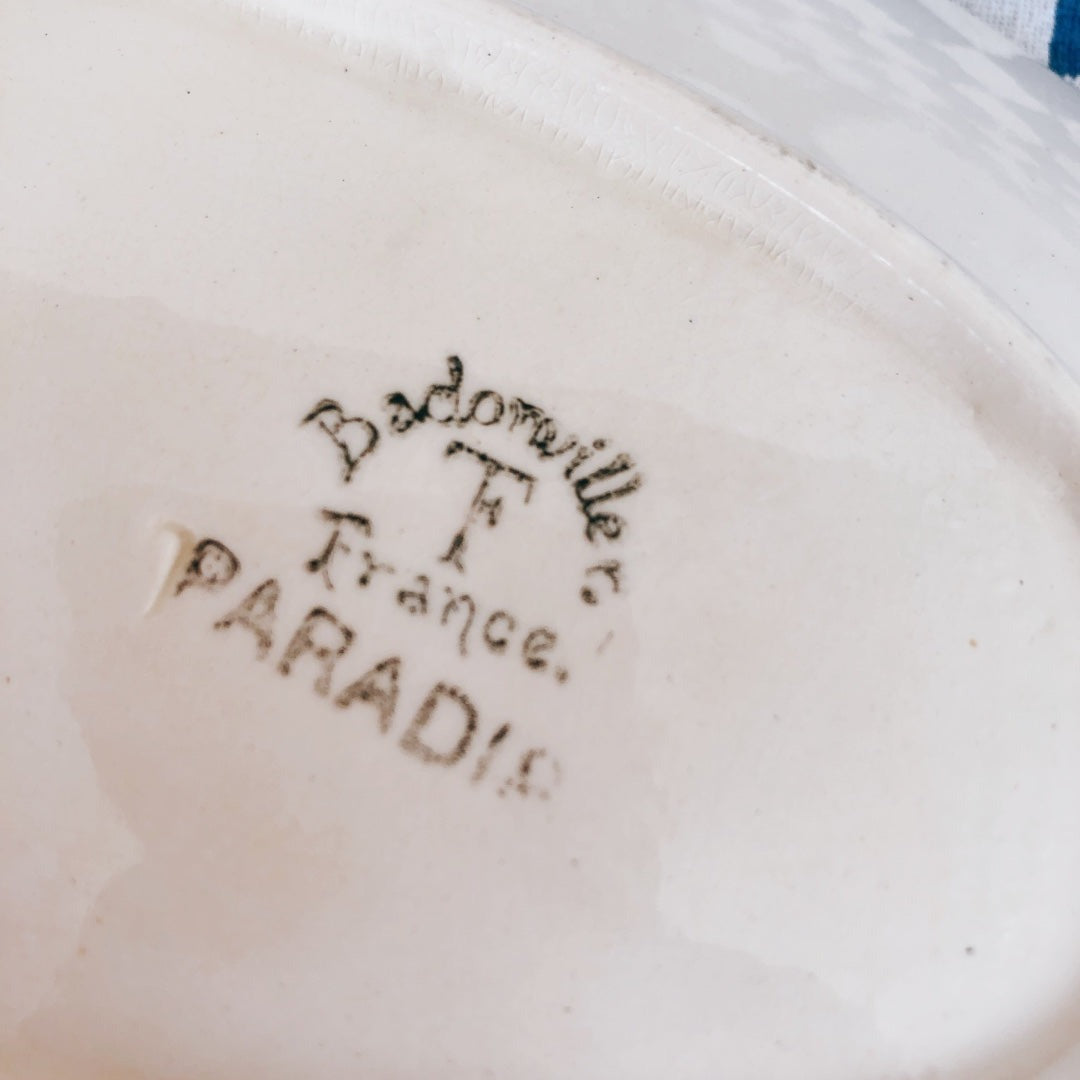 Badonviller.
F
France.
PARADIS